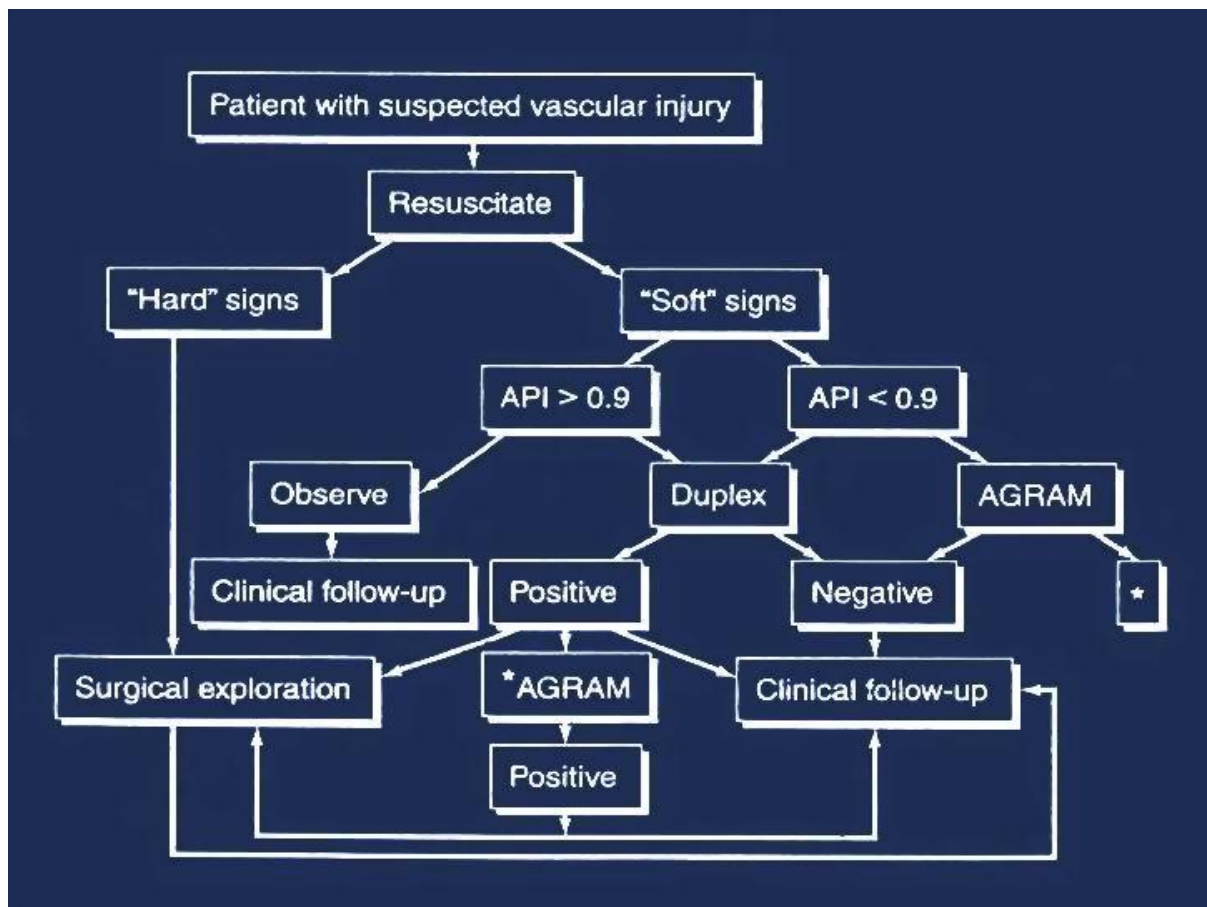 Patient with suspected vascular injury
Resuscitate
“Hard” signs
“Soft” signs
API > 0.9
API < 0.9
Observe
Duplex
AGRAM
Clinical follow-up
Positive
Negative
*
Surgical exploration
*AGRAM
Clinical follow-up
Positive